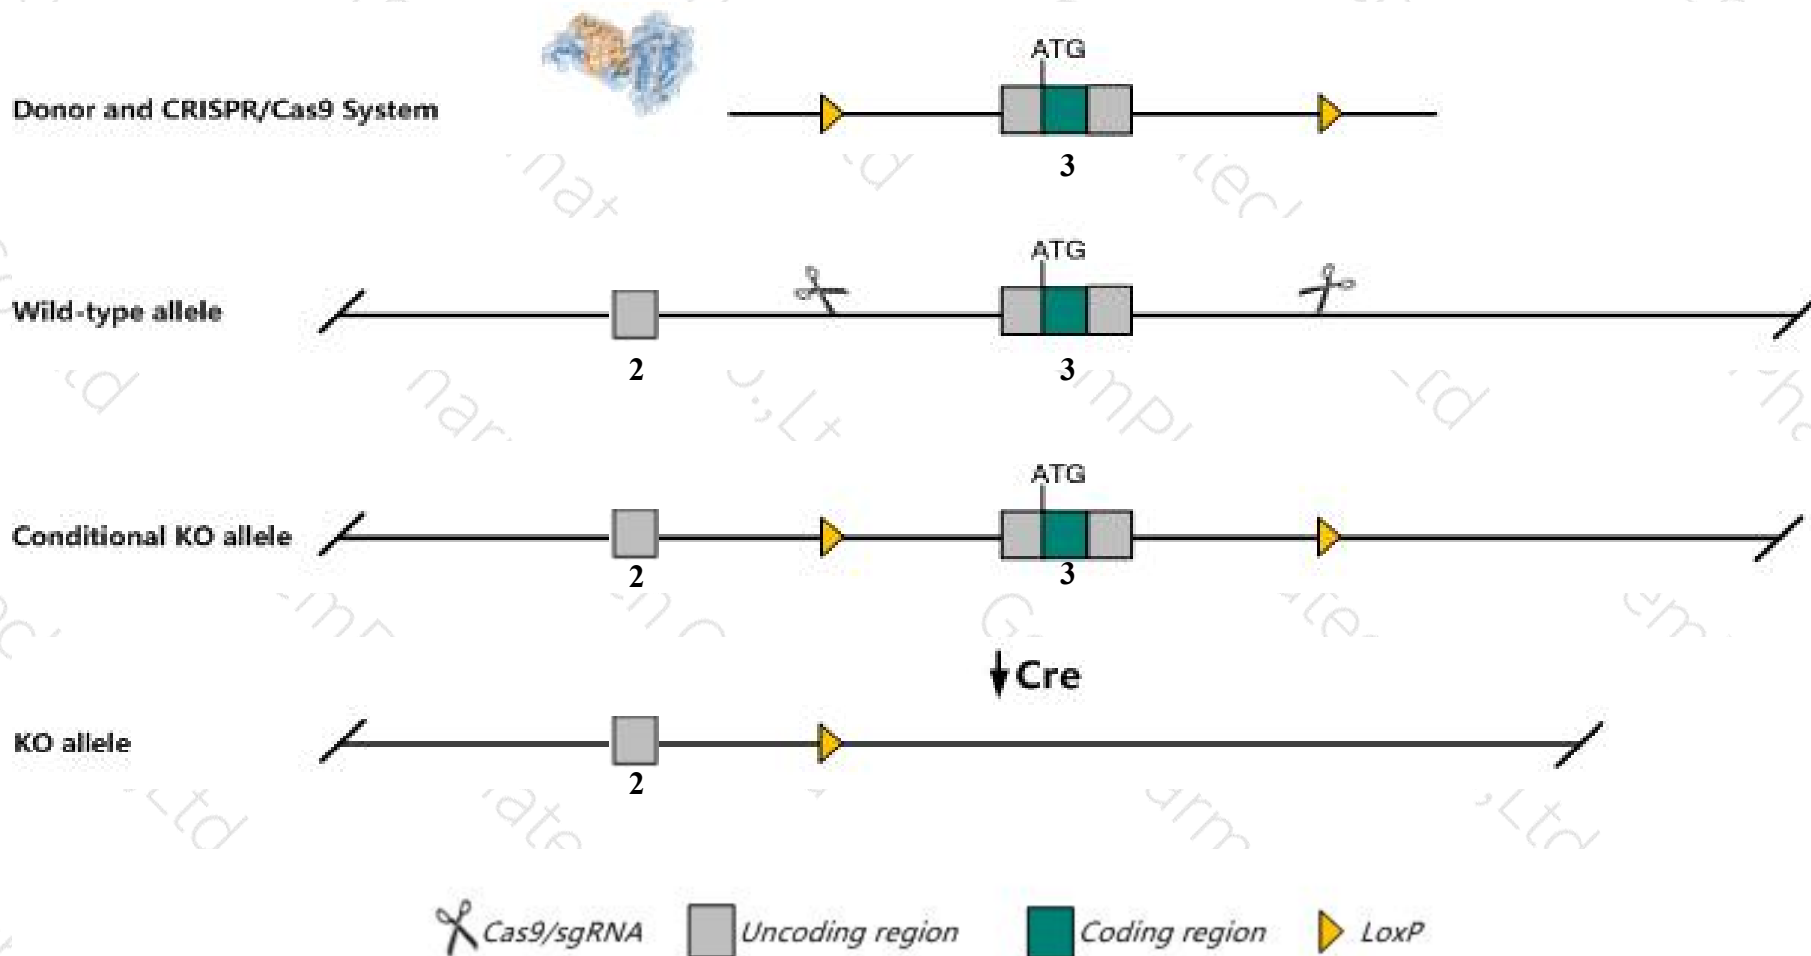 ATG
Donor and CRISPR/Cas9 System
3
ATG
Wild-type allele
2 3
ATG
Conditional KO allele
2 3
Cre
KO allele
2
Cas9/sgRNA Uncoding region Coding region LoxP